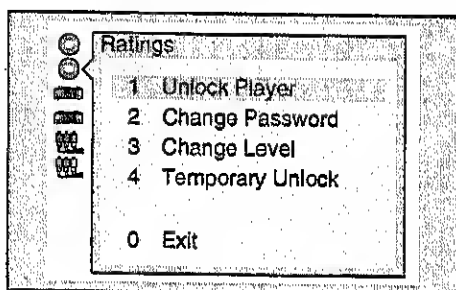 Ratings
1 Unlock Player
2 Change Password
3 Change Level
4 Temporary Unlock
0 Exit